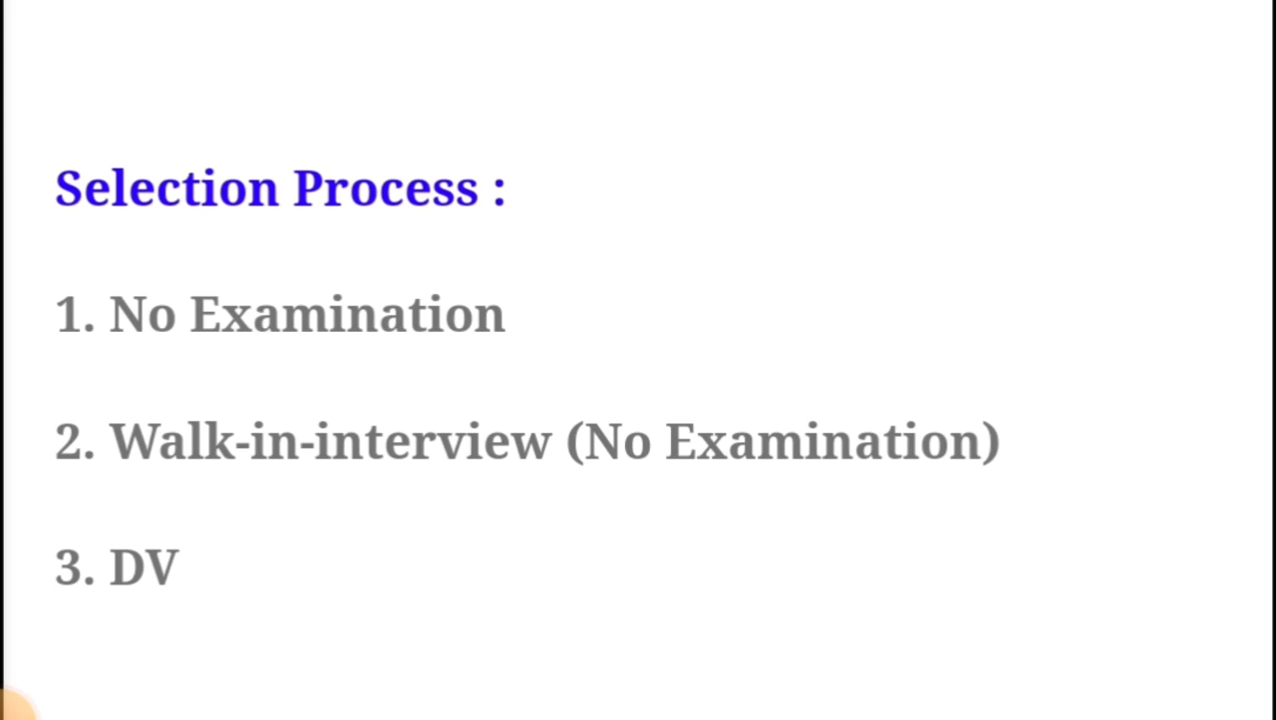 Selection Process :
1. No Examination
2. Walk-in-interview (No Examination)
3. DV